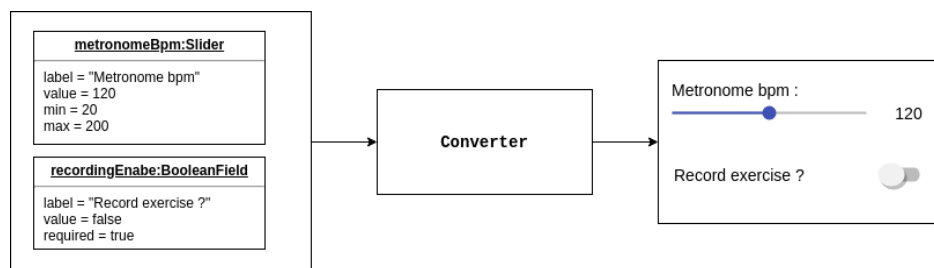 metronomeBpm:Slider
label = "Metronome bpm"
value = 120
min = 20
max = 200
recordingEnabe:BooleanField
label = "Record exercise ?"
value = false
required = true
Converter
Metronome bpm :
120
Record exercise ?